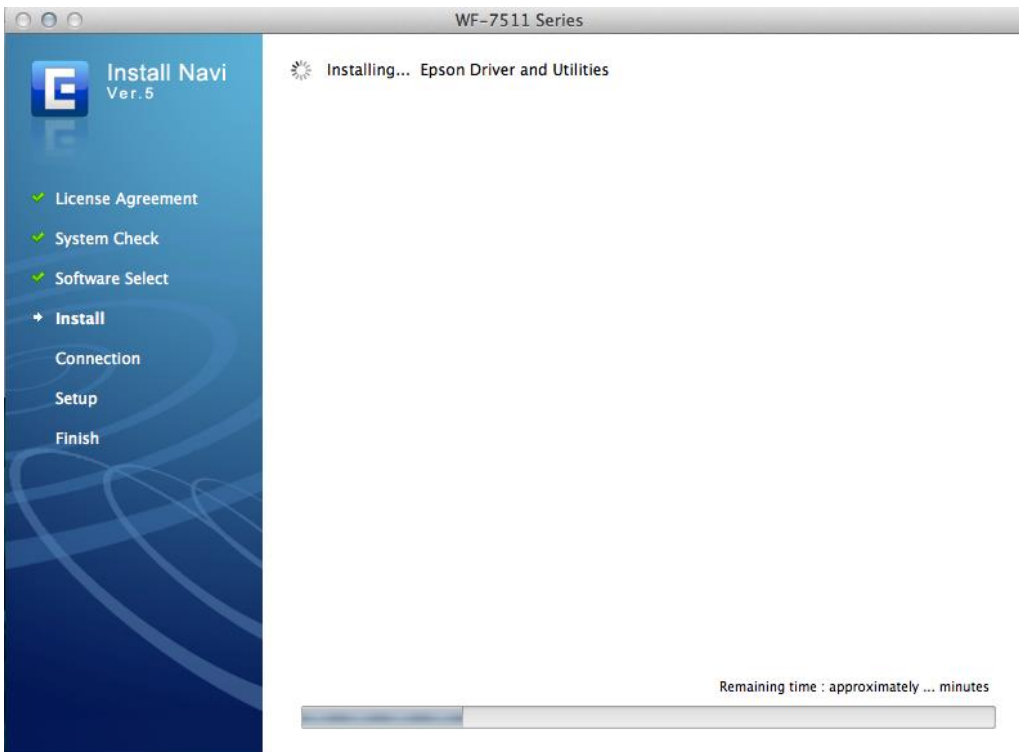 WF-7511 Series
Install Navi
Ver.5
Installing... Epson Driver and Utilities
License Agreement
System Check
Software Select
Install
Connection
Setup
Finish
Remaining time : approximately ... minutes